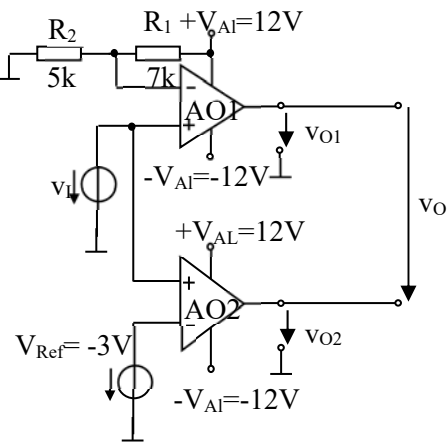 R2 R1 +VAl=12V
5k 7k
-
AO1
+
vI
-VAl=-12V
vO1
vO
+VAL=12V
+
AO2
-
VRef= -3V
vO2
-VAl=-12V